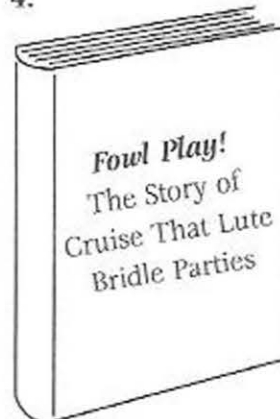 4.
Fowl Play!
The Story of
Cruise That Lute
Bridle Parties